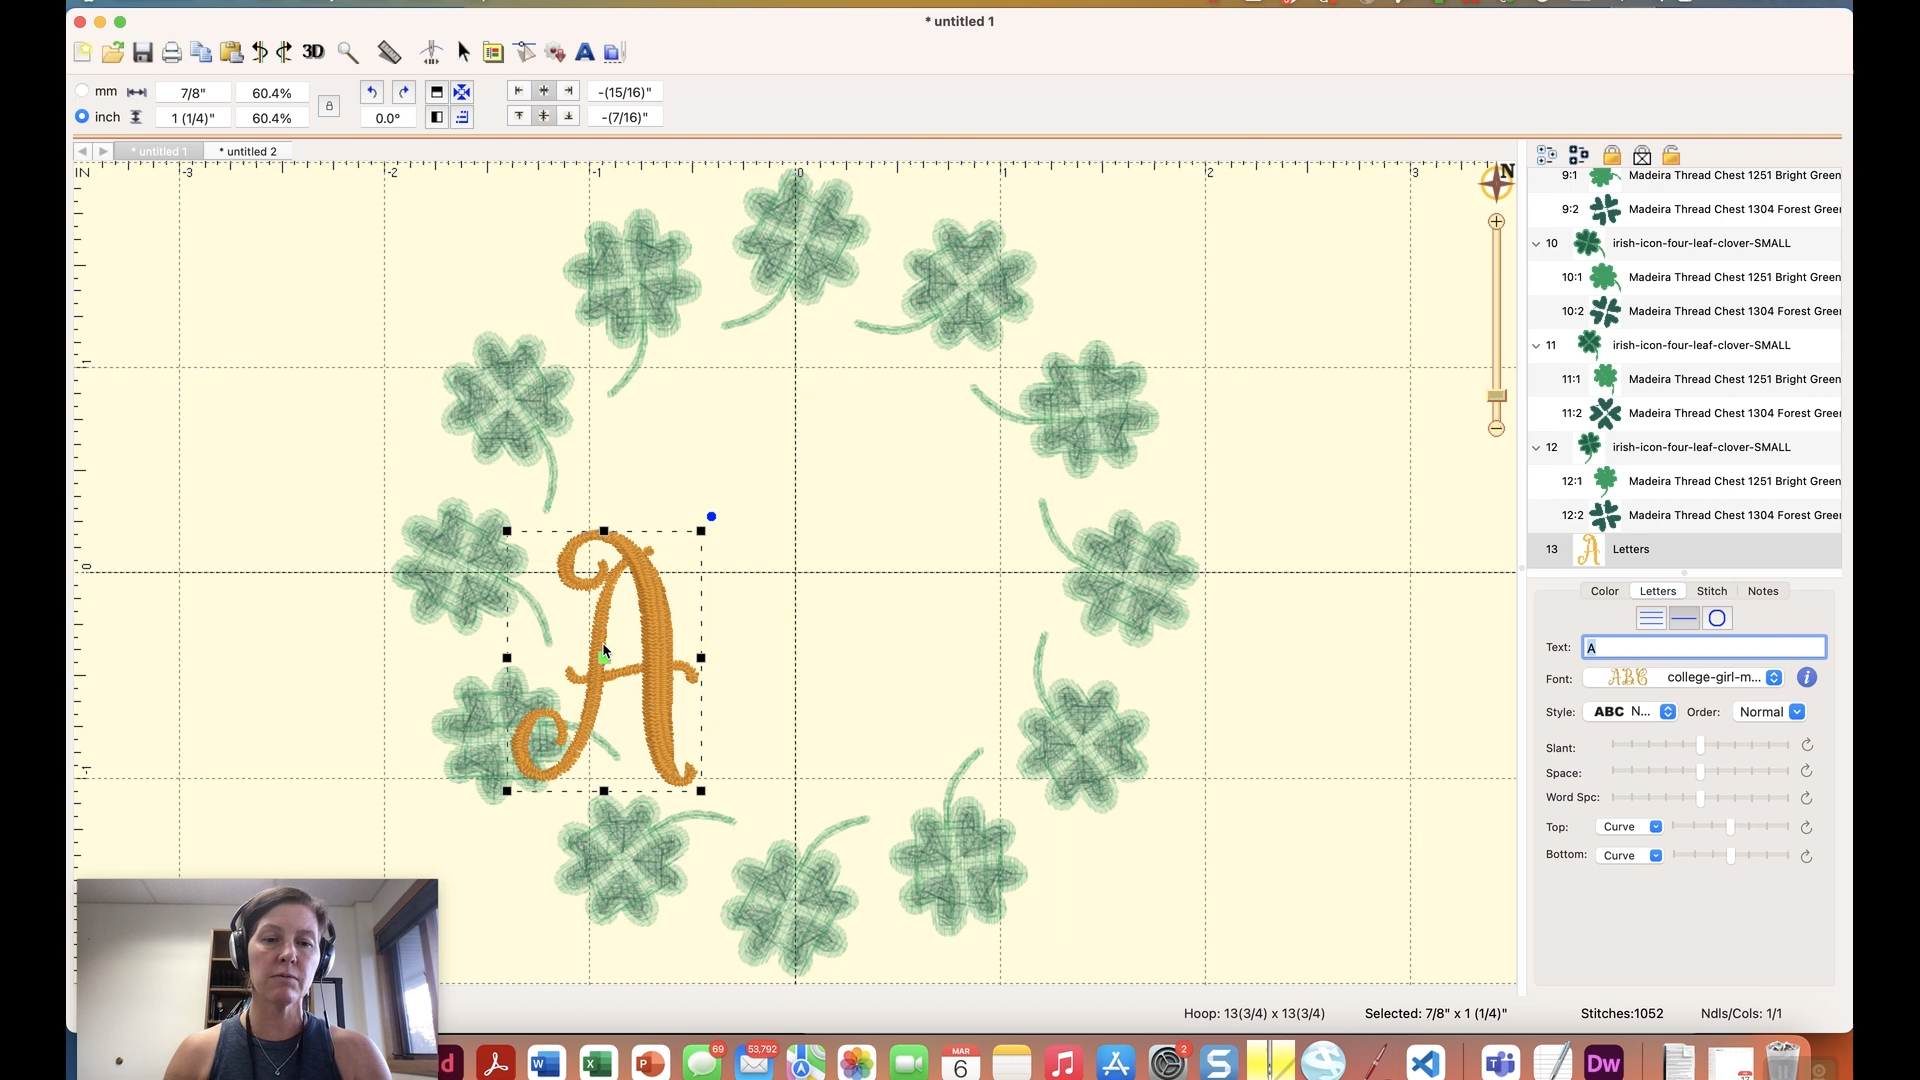 * untitled 1
3D
mm 7/8" 60.4%
inch 1 (1/4)" 60.4% 0.0°
-(15/16)"
-(7/16)"
* untitled 1 * untitled 2
IN -3 -2 -1 0 1 2 3 N
1
0
-1
A
9:1 Madeira Thread Chest 1251 Bright Green
9:2 Madeira Thread Chest 1304 Forest Green
10 irish-icon-four-leaf-clover-SMALL
10:1 Madeira Thread Chest 1251 Bright Green
10:2 Madeira Thread Chest 1304 Forest Green
11 irish-icon-four-leaf-clover-SMALL
11:1 Madeira Thread Chest 1251 Bright Green
11:2 Madeira Thread Chest 1304 Forest Green
12 irish-icon-four-leaf-clover-SMALL
12:1 Madeira Thread Chest 1251 Bright Green
12:2 Madeira Thread Chest 1304 Forest Green
13 A Letters
Color Letters Stitch Notes
Text: A
Font: ABC college-girl-m...
Style: ABC N... Order: Normal
Slant:
Space:
Word Spc:
Top: Curve
Bottom: Curve
Hoop: 13(3/4) x 13(3/4) Selected: 7/8" x 1 (1/4)" Stitches:1052 Ndls/Cols: 1/1
69 53,792 MAR 6 2 Dw